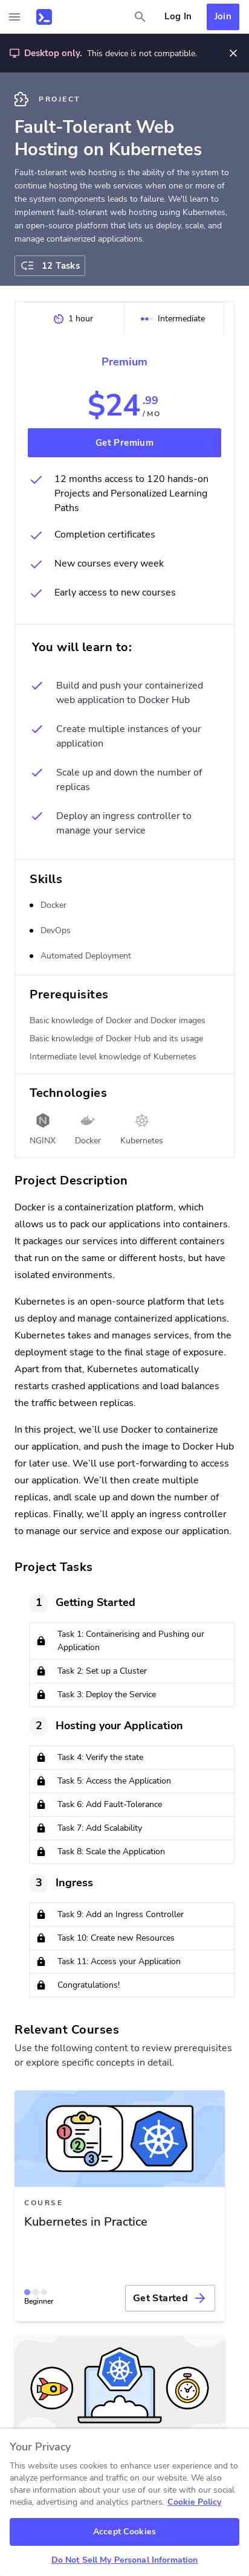 Log In
Join
Desktop only. This device is not compatible.
PROJECT
Fault-Tolerant Web
Hosting on Kubernetes
Fault-tolerant web hosting is the ability of the system to
continue hosting the web services when one or more of
the system components leads to failure. We'll learn to
implement fault-tolerant web hosting using Kubernetes,
an open-source platform that lets us deploy, scale, and
manage containerized applications.
12 Tasks
1 hour
Intermediate
Premium
$24.99
/ MO
Get Premium
12 months access to 120 hands-on
Projects and Personalized Learning
Paths
Completion certificates
New courses every week
Early access to new courses
You will learn to:
Build and push your containerized
web application to Docker Hub
Create multiple instances of your
application
Scale up and down the number of
replicas
Deploy an ingress controller to
manage your service
Skills
Docker
DevOps
Automated Deployment
Prerequisites
Basic knowledge of Docker and Docker images
Basic knowledge of Docker Hub and its usage
Intermediate level knowledge of Kubernetes
Technologies
NGINX
Docker
Kubernetes
Project Description
Docker is a containerization platform, which
allows us to pack our applications into containers.
It packages our services into different containers
that run on the same or different hosts, but have
isolated environments.
Kubernetes is an open-source platform that lets
us deploy and manage containerized applications.
Kubernetes takes and manages services, from the
deployment stage to the final stage of exposure.
Apart from that, Kubernetes automatically
restarts crashed applications and load balances
the traffic between replicas.
In this project, we’ll use Docker to containerize
our application, and push the image to Docker Hub
for later use. We’ll use port-forwarding to access
our application. We’ll then create multiple
replicas, andl scale up and down the number of
replicas. Finally, we’ll apply an ingress controller
to manage our service and expose our application.
Project Tasks
1 Getting Started
Task 1: Containerising and Pushing our
Application
Task 2: Set up a Cluster
Task 3: Deploy the Service
2 Hosting your Application
Task 4: Verify the state
Task 5: Access the Application
Task 6: Add Fault-Tolerance
Task 7: Add Scalability
Task 8: Scale the Application
3 Ingress
Task 9: Add an Ingress Controller
Task 10: Create new Resources
Task 11: Access your Application
Congratulations!
Relevant Courses
Use the following content to review prerequisites
or explore specific concepts in detail.
1
2
3
COURSE
Kubernetes in Practice
Beginner
Get Started
Your Privacy
This website uses cookies to enhance user experience and to
analyze performance and traffic on our website. We also
share information about your use of our site with our social
media, advertising and analytics partners. Cookie Policy
Accept Cookies
Do Not Sell My Personal Information